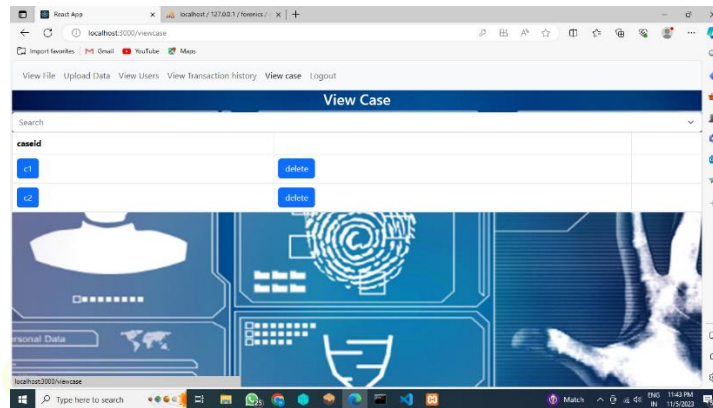 React App
localhost / 127.0.0.1 / forensics /
localhost:3000/viewcase
Import favorites Gmail YouTube Maps
View File Upload Data View Users View Transaction history View case Logout
View Case
Search
caseid
c1 delete
c2 delete
ersonal Data
localhost:3000/viewcase
Type here to search
Match
ENG 11:43 PM
IN 11/5/2023